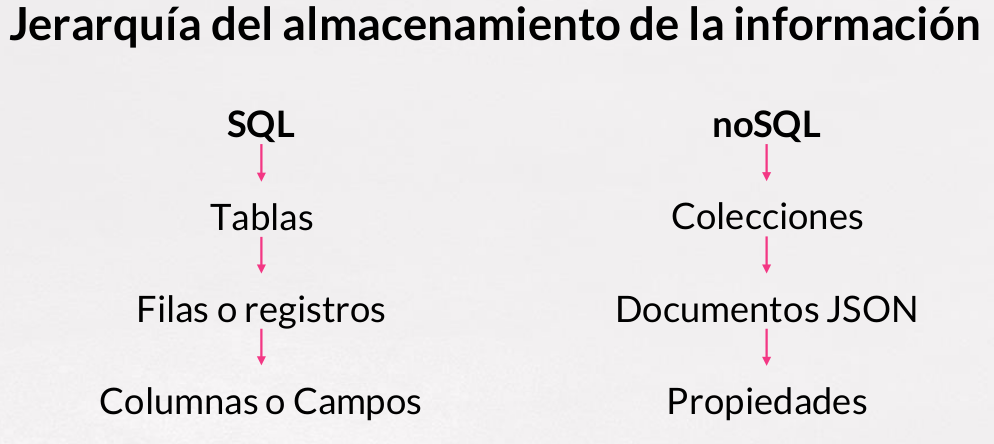 Jerarquía del almacenamiento de la información
SQL
noSQL
Tablas
Colecciones
Filas o registros
Documentos JSON
Columnas o Campos
Propiedades